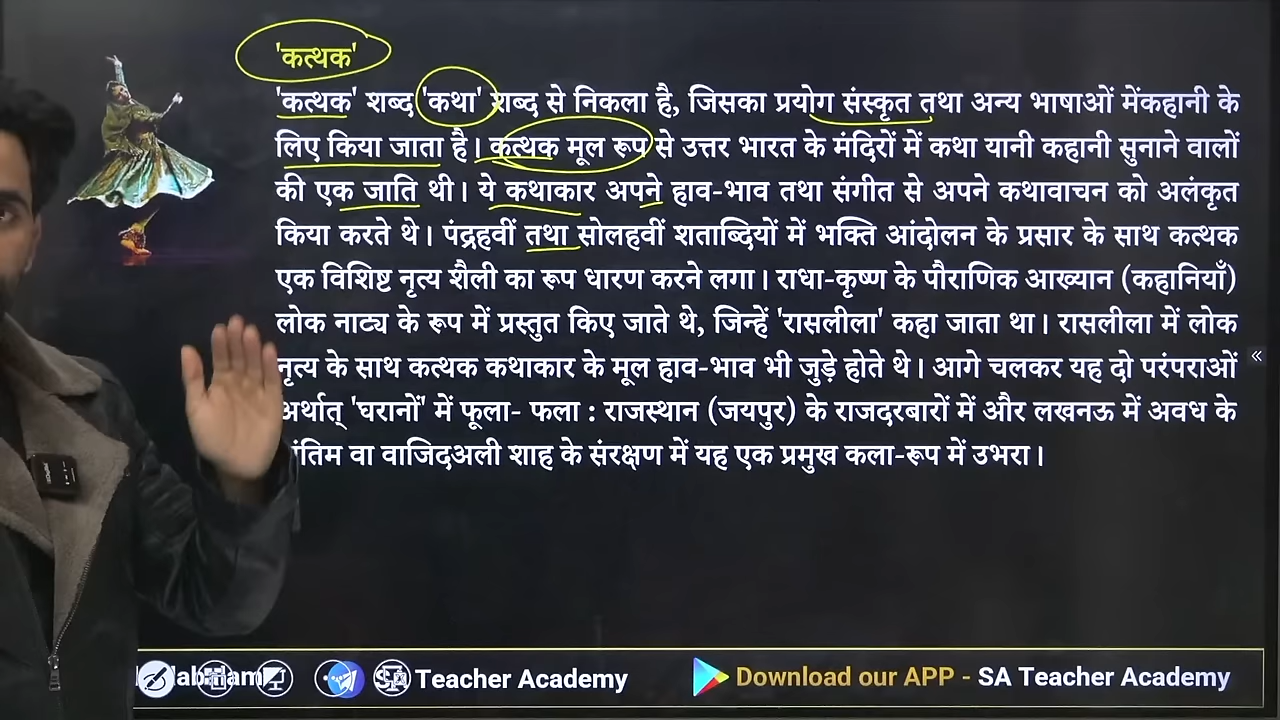 'कत्थक'
'कत्थक' शब्द 'कथा' शब्द से निकला है, जिसका प्रयोग संस्कृत तथा अन्य भाषाओं मेंकहानी के
लिए किया जाता है। कत्थक मूल रूप से उत्तर भारत के मंदिरों में कथा यानी कहानी सुनाने वालों
की एक जाति थी। ये कथाकार अपने हाव-भाव तथा संगीत से अपने कथावाचन को अलंकृत
किया करते थे। पंद्रहवीं तथा सोलहवीं शताब्दियों में भक्ति आंदोलन के प्रसार के साथ कत्थक
एक विशिष्ट नृत्य शैली का रूप धारण करने लगा। राधा-कृष्ण के पौराणिक आख्यान (कहानियाँ)
लोक नाट्य के रूप में प्रस्तुत किए जाते थे, जिन्हें 'रासलीला' कहा जाता था। रासलीला में लोक
नृत्य के साथ कत्थक कथाकार के मूल हाव-भाव भी जुड़े होते थे। आगे चलकर यह दो परंपराओं
अर्थात् 'घरानों" में फूला- फला : राजस्थान (जयपुर) के राजदरबारों में और लखनऊ में अवध के
वा वाजिदअली शाह के संरक्षण में यह एक प्रमुख कला-रूप में उभरा।
Teacher Academy
Download our APP - SA Teacher Academy